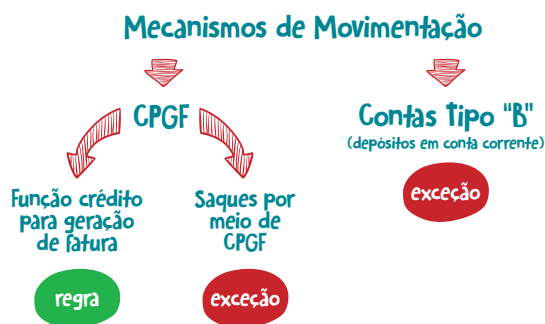 Mecanismos de Movimentação
CPGF
Contas Tipo "B"
(depósitos em conta corrente)
exceção
Função crédito
para geração
de fatura
regra
Saques por
meio de
CPGF
exceção